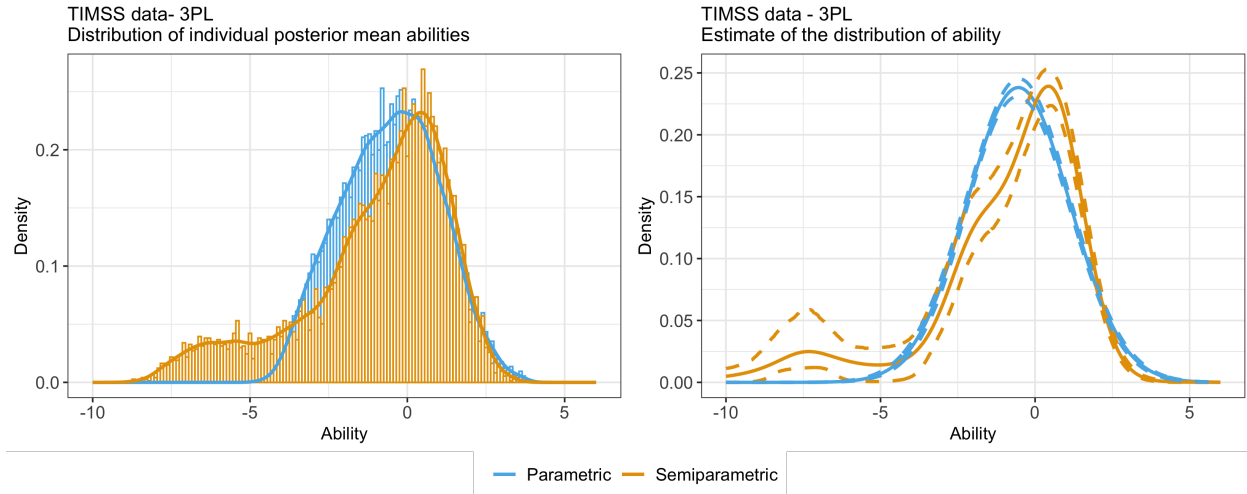 TIMSS data- 3PL
Distribution of individual posterior mean abilities
Density
0.2
0.1
0.0
-10
-5
0
5
Ability
TIMSS data - 3PL
Estimate of the distribution of ability
Density
0.25
0.20
0.15
0.10
0.05
0.00
-10
-5
0
5
Ability
Parametric
Semiparametric